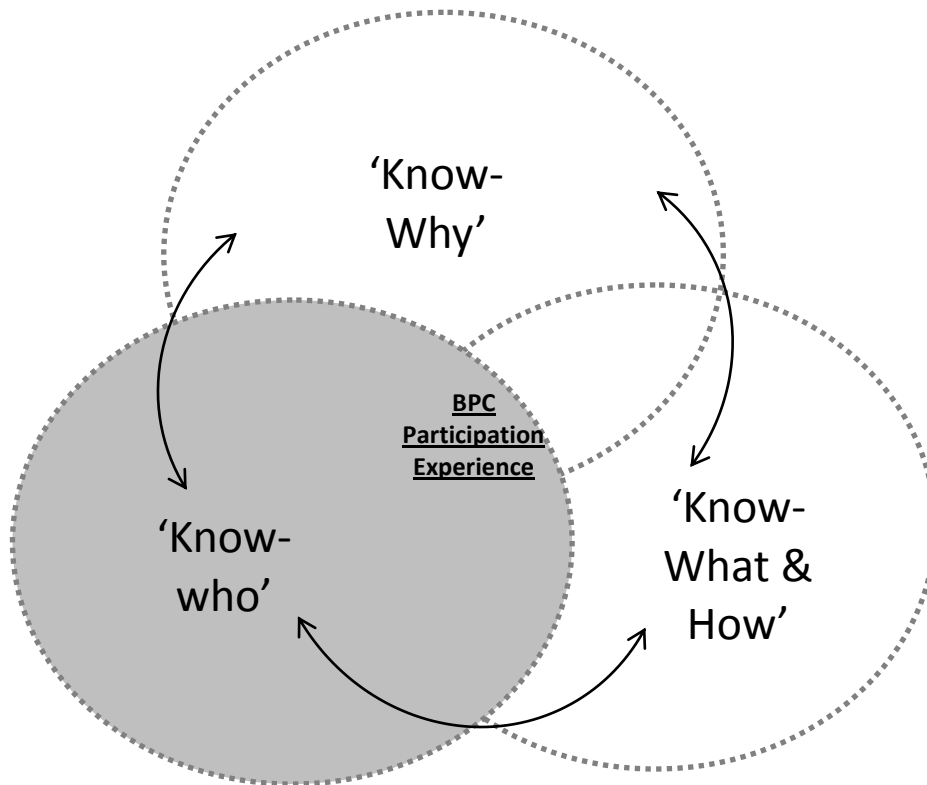 ‘Know-
Why’
BPC
Participation
Experience
‘Know-
who’
‘Know-
What &
How’